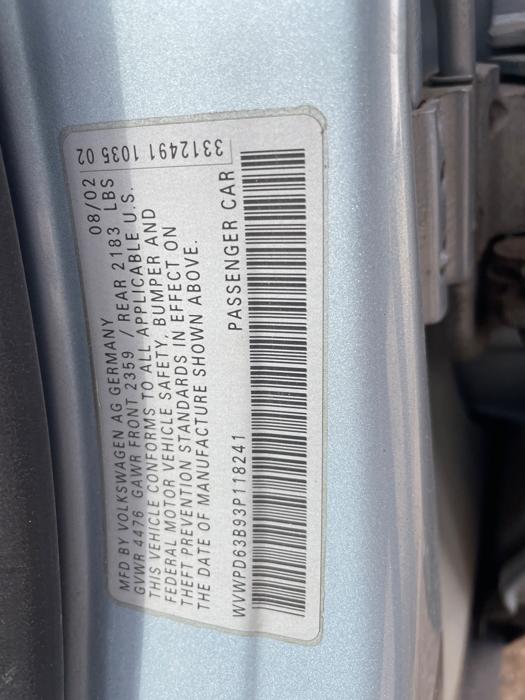 MFD BY VOLKSWAGEN AG GERMANY 08/02
GVWR 4476 GAWR FRONT 2359 / REAR 2183 LBS
THIS VEHICLE CONFORMS TO ALL APPLICABLE U.S.
FEDERAL MOTOR VEHICLE SAFETY, BUMPER AND
THEFT PREVENTION STANDARDS IN EFFECT ON
THE DATE OF MANUFACTURE SHOWN ABOVE.
WVWPD63B93P118241 PASSENGER CAR
3312491 1035 02